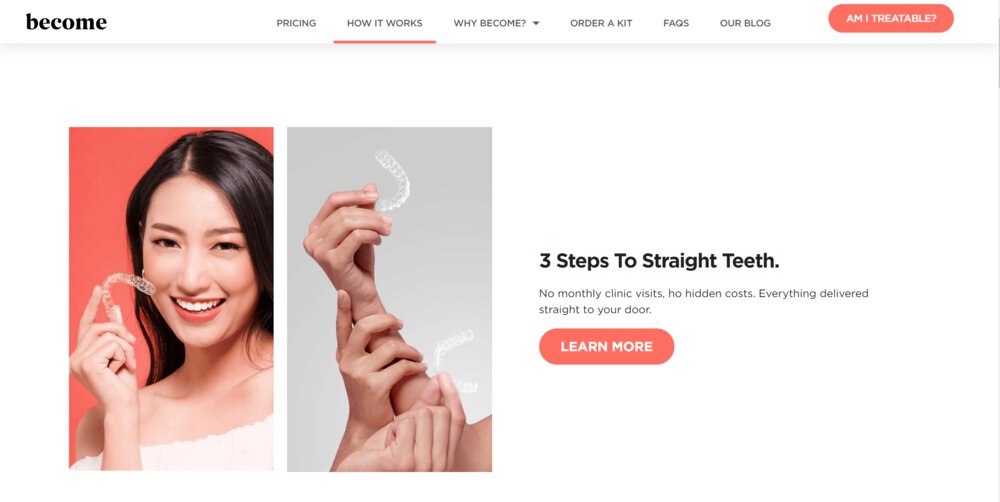 become
PRICING
HOW IT WORKS
WHY BECOME?
ORDER A KIT
FAQS
OUR BLOG
AM I TREATABLE?
3 Steps To Straight Teeth.
No monthly clinic visits, ho hidden costs. Everything delivered
straight to your door.
LEARN MORE